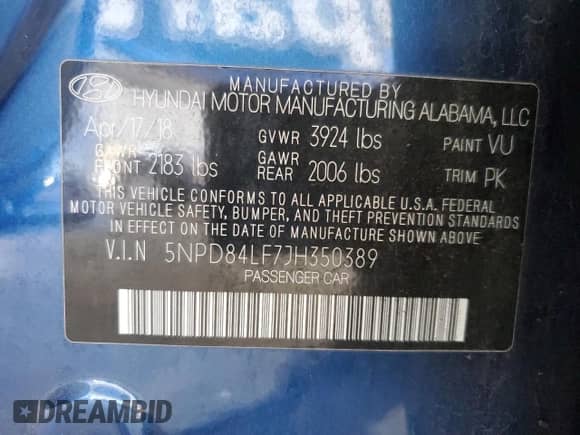 MANUFACTURED BY
HYUNDAI MOTOR MANUFACTURING ALABAMA, LLC
Apr/17/18 GVWR 3924 lbs PAINT VU
GAWR FRONT 2183 lbs GAWR REAR 2006 lbs TRIM PK
THIS VEHICLE CONFORMS TO ALL APPLICABLE U.S.A. FEDERAL
MOTOR VEHICLE SAFETY, BUMPER, AND THEFT PREVENTION STANDARDS
IN EFFECT ON THE DATE OF MANUFACTURE SHOWN ABOVE.
V.I.N 5NPD84LF7JH350389
PASSENGER CAR
DREAMBID